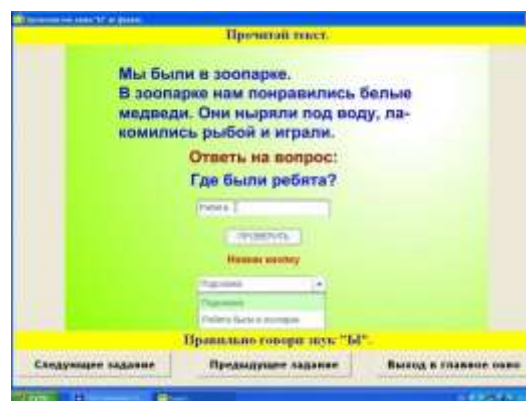 Прочитай текст.
Мы были в зоопарке.
В зоопарке нам понравились белые
медведи. Они ныряли под воду, ла-
комились рыбой и играли.
Ответь на вопрос:
Где были ребята?
Ребята
ПРОВЕРИТЬ
Нажми кнопку
Подсказка
Подсказка
Ребята были в зоопарке
Правильно говори звук "Ы".
Следующее задание Предыдущее задание Выход в главное окно